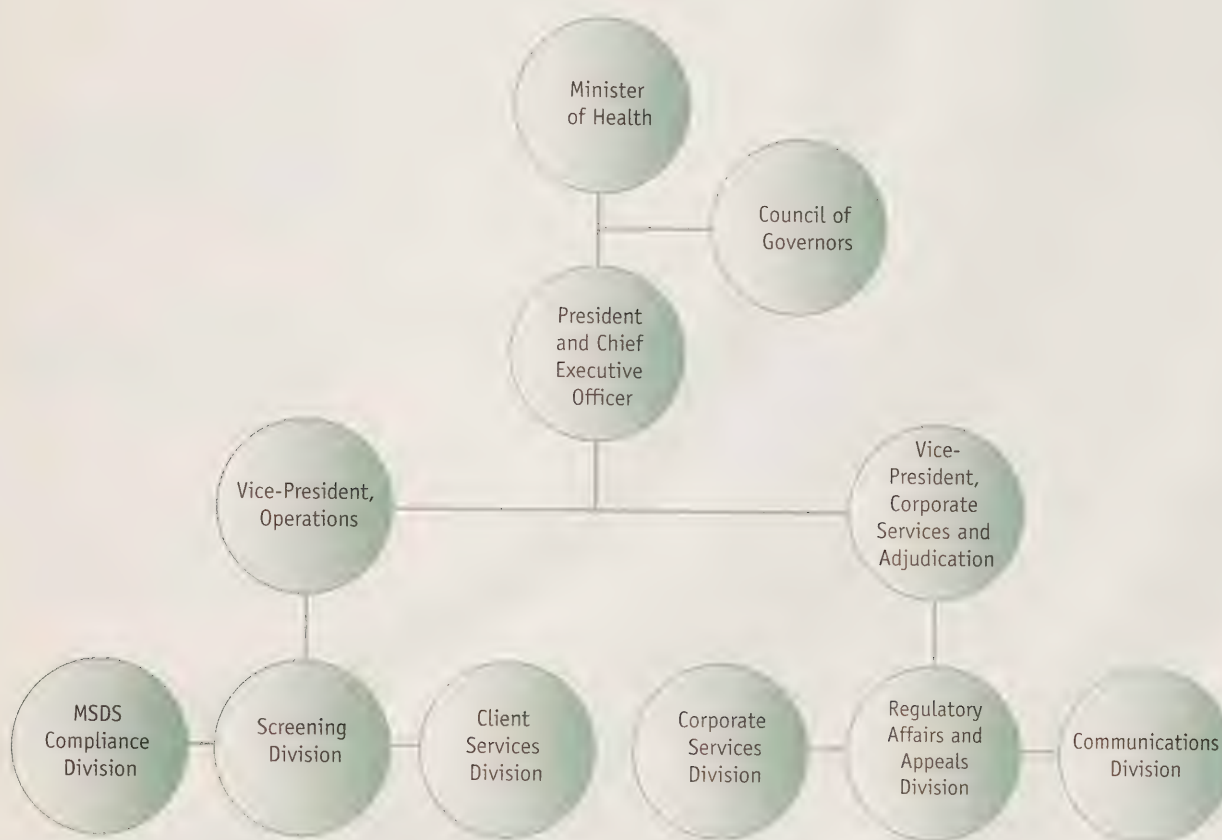 Minister
of Health
Council of
Governors
President
and Chief
Executive
Officer
Vice-President,
Operations
Vice-
President,
Corporate
Services and
Adjudication
MSDS
Compliance
Division
Screening
Division
Client
Services
Division
Corporate
Services
Division
Regulatory
Affairs and
Appeals
Division
Communications
Division